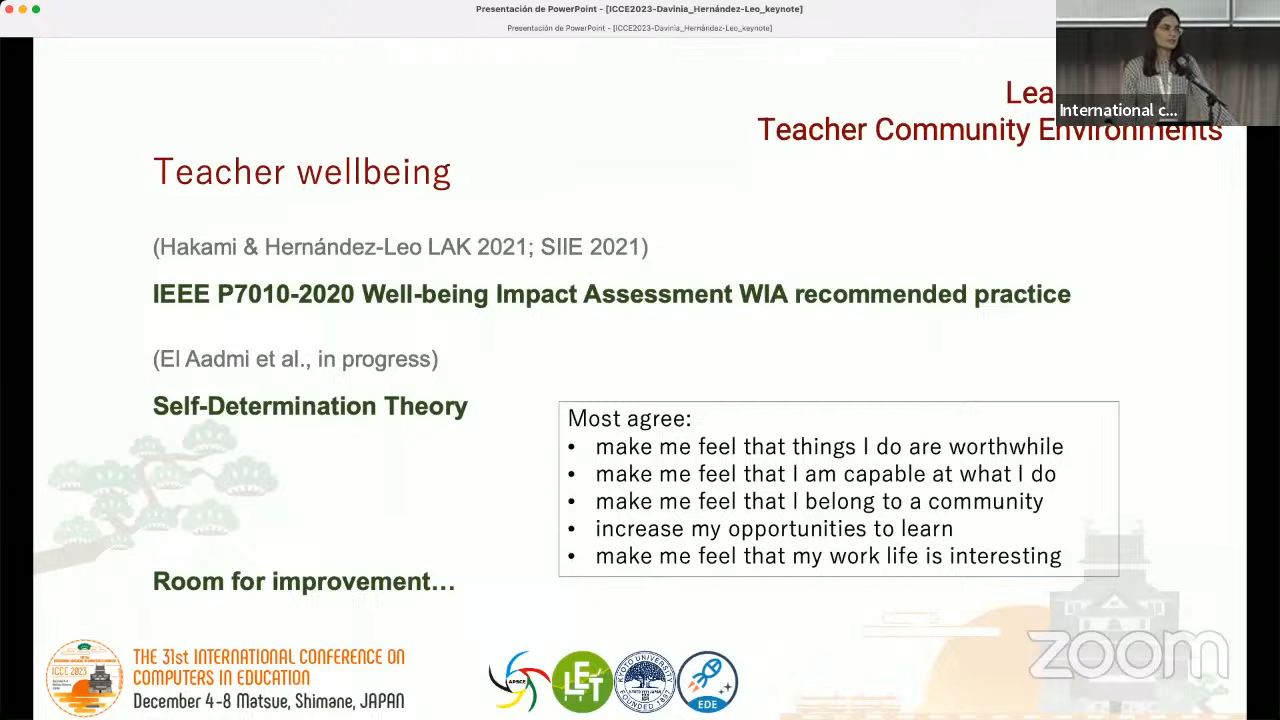 Presentación de PowerPoint - [ICCE2023-Davinia_Hernández-Leo_keynote]
Presentación de PowerPoint - [ICCE2023-Davinia_Hernández-Leo_keynote]
International c...
Teacher Community Environments
Teacher wellbeing
(Hakami & Hernández-Leo LAK 2021; SIIE 2021)
IEEE P7010-2020 Well-being Impact Assessment WIA recommended practice
(El Aadmi et al., in progress)
Self-Determination Theory
Most agree:
• make me feel that things I do are worthwhile
• make me feel that I am capable at what I do
• make me feel that I belong to a community
• increase my opportunities to learn
• make me feel that my work life is interesting
Room for improvement…
zoom
ICCE 2023
THE 31st INTERNATIONAL CONFERENCE ON
COMPUTERS IN EDUCATION
December 4-8 Matsue, Shimane, JAPAN
APSCE
LET
KYOTO UNIVERSITY
EDE